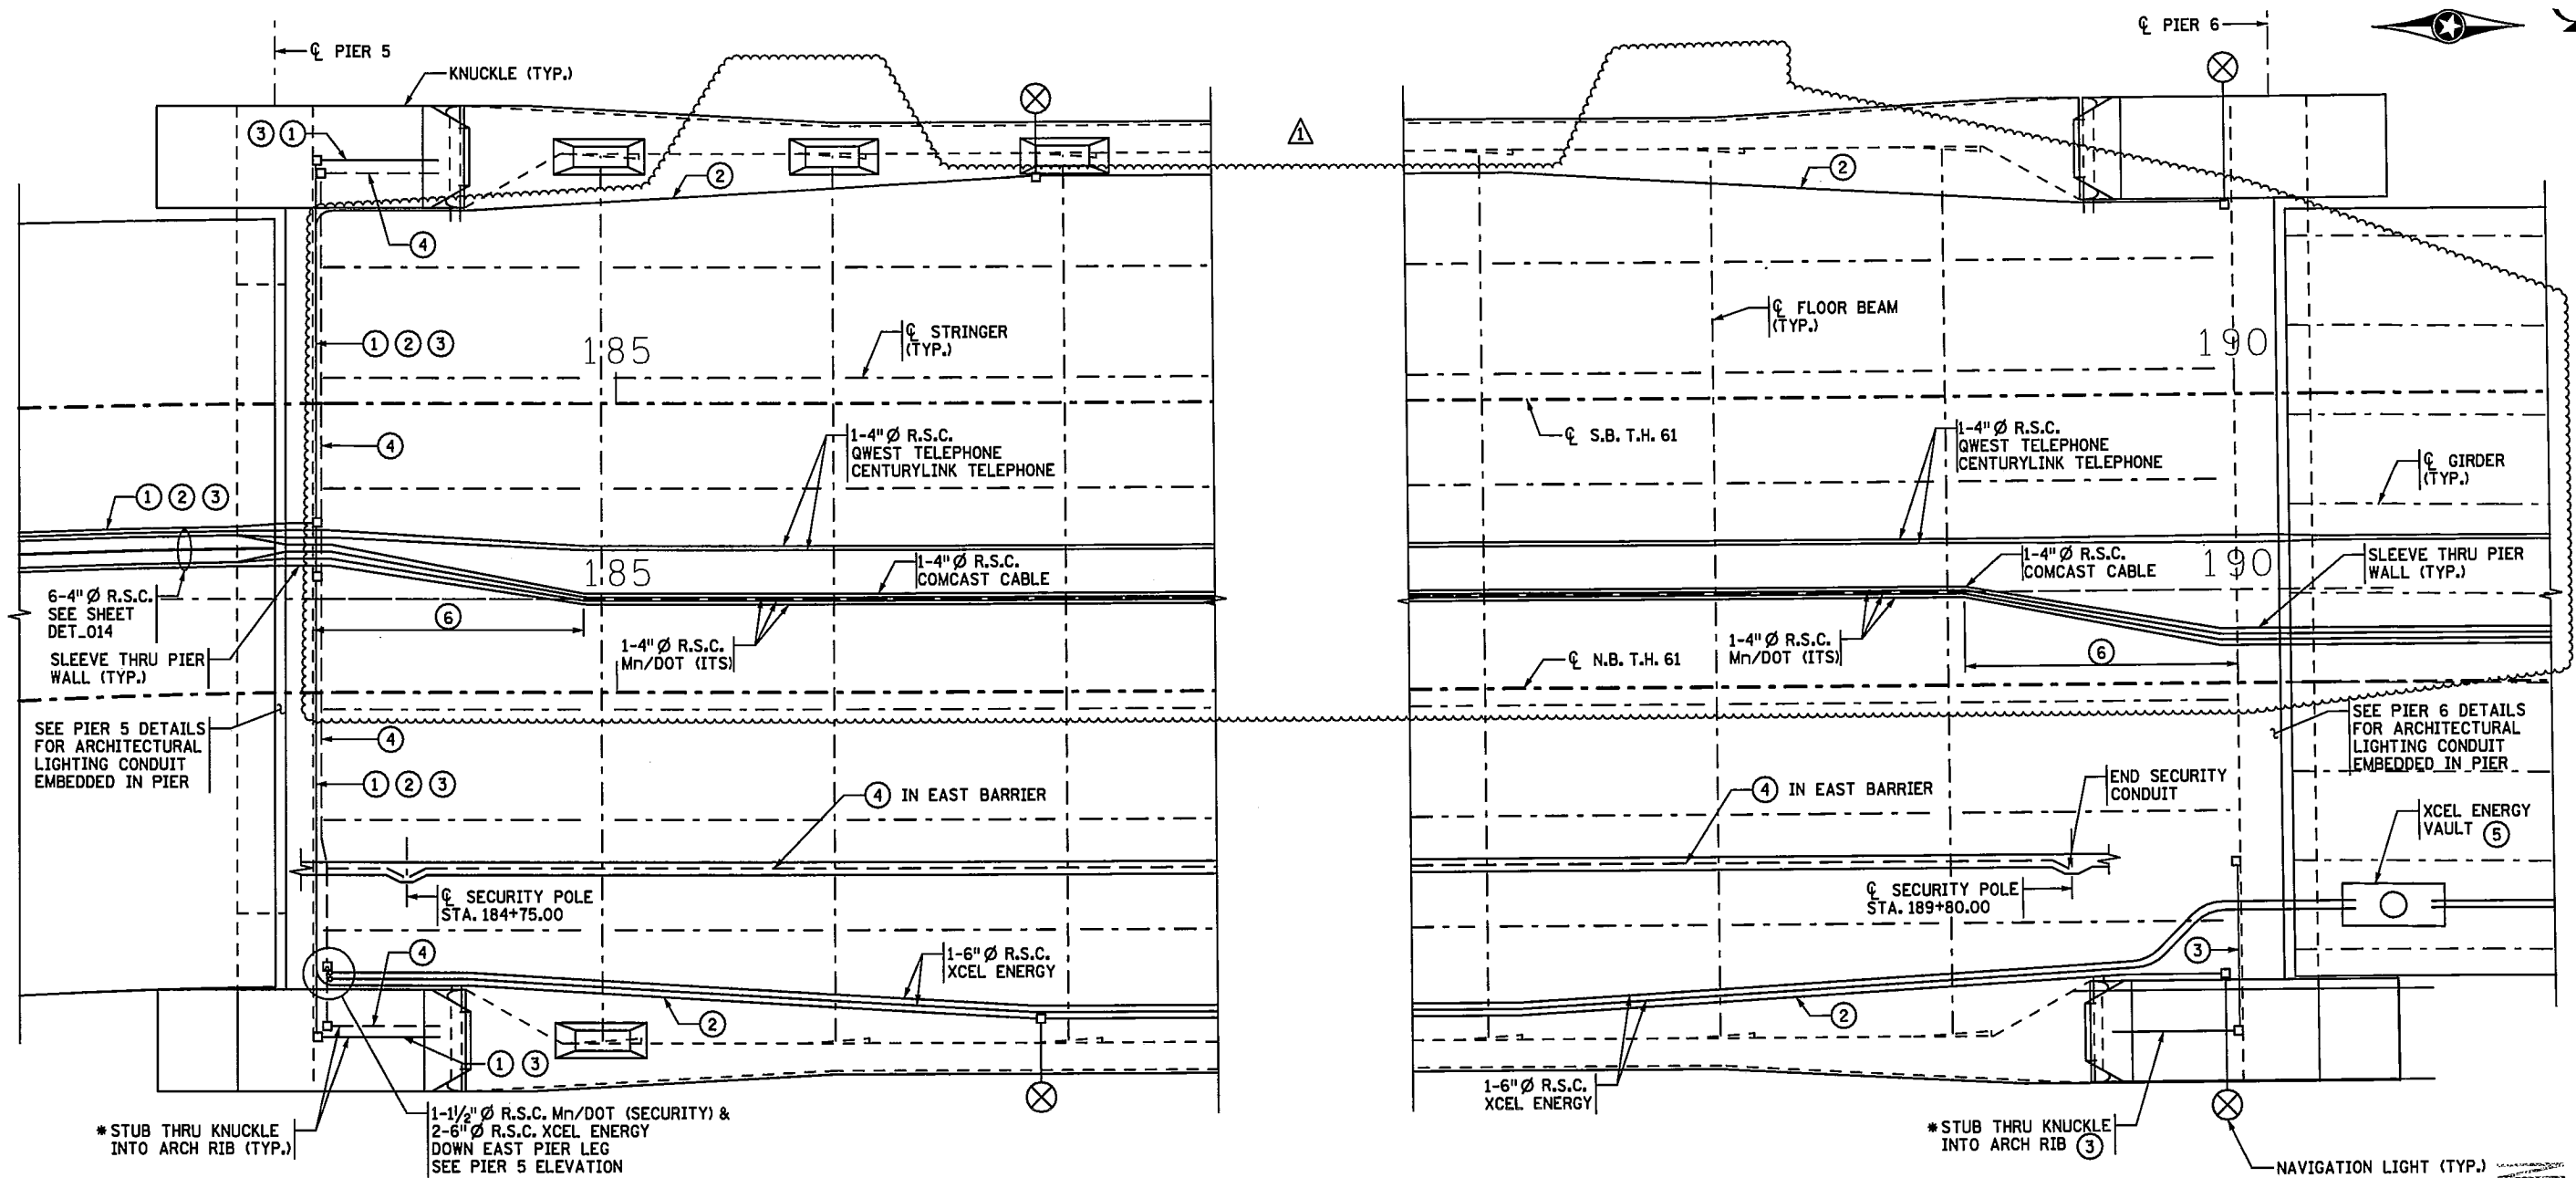 ℄ PIER 5
℄ PIER 6
KNUCKLE (TYP.)
1
3 1
2
2
4
1 2 3
185
℄ STRINGER
(TYP.)
℄ FLOOR BEAM
(TYP.)
190
4
1-4" Ø R.S.C.
QWEST TELEPHONE
CENTURYLINK TELEPHONE
℄ S.B. T.H. 61
1-4" Ø R.S.C.
QWEST TELEPHONE
CENTURYLINK TELEPHONE
℄ GIRDER
(TYP.)
1 2 3
185
1-4" Ø R.S.C.
COMCAST CABLE
1-4" Ø R.S.C.
COMCAST CABLE
190
SLEEVE THRU PIER
WALL (TYP.)
6-4" Ø R.S.C.
SEE SHEET
DET_014
6
1-4" Ø R.S.C.
Mn/DOT (ITS)
1-4" Ø R.S.C.
Mn/DOT (ITS)
6
SLEEVE THRU PIER
WALL (TYP.)
℄ N.B. T.H. 61
SEE PIER 5 DETAILS
FOR ARCHITECTURAL
LIGHTING CONDUIT
EMBEDDED IN PIER
4
SEE PIER 6 DETAILS
FOR ARCHITECTURAL
LIGHTING CONDUIT
EMBEDDED IN PIER
1 2 3
4 IN EAST BARRIER
4 IN EAST BARRIER
END SECURITY
CONDUIT
XCEL ENERGY
VAULT 5
℄ SECURITY POLE
STA. 184+75.00
℄ SECURITY POLE
STA. 189+80.00
4
1-6" Ø R.S.C.
XCEL ENERGY
3
2
2
1 3
1-6" Ø R.S.C.
XCEL ENERGY
*STUB THRU KNUCKLE
INTO ARCH RIB (TYP.)
1-1½" Ø R.S.C. Mn/DOT (SECURITY) &
2-6" Ø R.S.C. XCEL ENERGY
DOWN EAST PIER LEG
SEE PIER 5 ELEVATION
*STUB THRU KNUCKLE
INTO ARCH RIB 3
NAVIGATION LIGHT (TYP.)